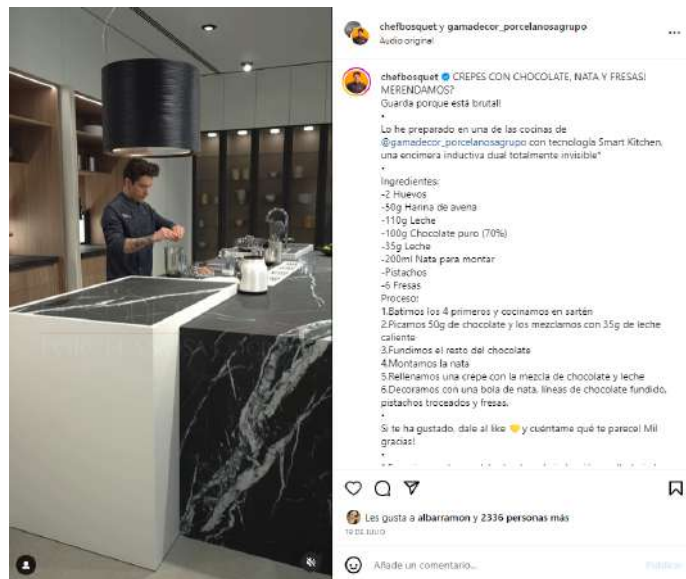 chefbosquet y gamadecor_porcelanosagrupo
Audio original
chefbosquet CREPES CON CHOCOLATE, NATA Y FRESAS!
MERENDAMOS?
Guarda porque está brutal!
•
Lo he preparado en una de las cocinas de
@gamadecor_porcelanosagrupo con tecnología Smart Kitchen,
una encimera inductiva dual totalmente invisible*
•
Ingredientes:
-2 Huevos
-50g Harina de avena
-110g Leche
-100g Chocolate puro (70%)
-35g Leche
-200ml Nata para montar
-Pistachos
-6 Fresas
Proceso:
1.Batimos los 4 primeros y cocinamos en sartén
2.Picamos 50g de chocolate y los mezclamos con 35g de leche
caliente
3.Fundimos el resto del chocolate
4.Montamos la nata
5.Rellenamos una crepe con la mezcla de chocolate y leche
6.Decoramos con una bola de nata, líneas de chocolate fundido,
pistachos troceados y fresas.
•
Si te ha gustado, dale al like 💛 y cuéntame qué te parece! Mil
gracias!
•
Les gusta a albarramon y 2336 personas más
19 DE JULIO
Añade un comentario...
Publicar